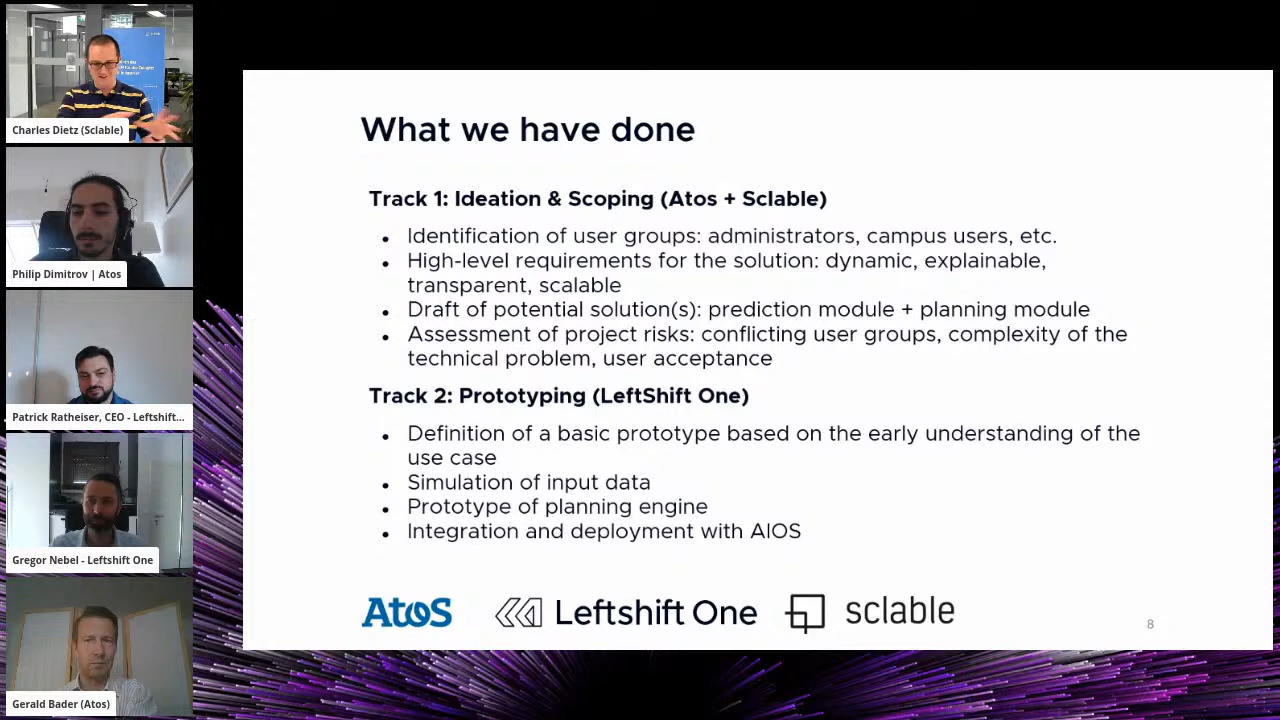 Charles Dietz (Sclable)
Philip Dimitrov | Atos
Patrick Ratheiser, CEO - Leftshift...
Gregor Nebel - Leftshift One
Gerald Bader (Atos)
What we have done
Track 1: Ideation & Scoping (Atos + Sclable)
• Identification of user groups: administrators, campus users, etc.
• High-level requirements for the solution: dynamic, explainable,
transparent, scalable
• Draft of potential solution(s): prediction module + planning module
• Assessment of project risks: conflicting user groups, complexity of the
technical problem, user acceptance
Track 2: Prototyping (LeftShift One)
• Definition of a basic prototype based on the early understanding of the
use case
• Simulation of input data
• Prototype of planning engine
• Integration and deployment with AIOS
Atos
Leftshift One
sclable
8